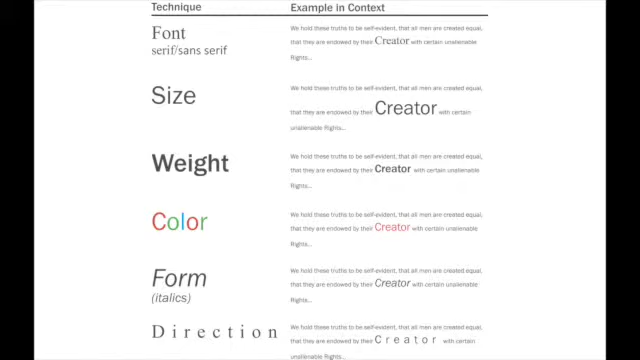 Technique Example in Context
Font
serif/sans serif
We hold these truths to be self-evident, that all men are created equal,
that they are endowed by their Creator with certain unalienable
Rights...
Size
We hold these truths to be self-evident, that all men are created equal,
that they are endowed by their Creator with certain
unalienable Rights...
Weight
We hold these truths to be self-evident, that all men are created equal,
that they are endowed by their Creator with certain unalienable
Rights...
Color
We hold these truths to be self-evident, that all men are created equal,
that they are endowed by their Creator with certain unalienable
Rights...
Form
(italics)
We hold these truths to be self-evident, that all men are created equal,
that they are endowed by their Creator with certain unalienable
Rights...
Direction
We hold these truths to be self-evident, that all men are created equal,
that they are endowed by their Creator with certain
unalienable Rights...